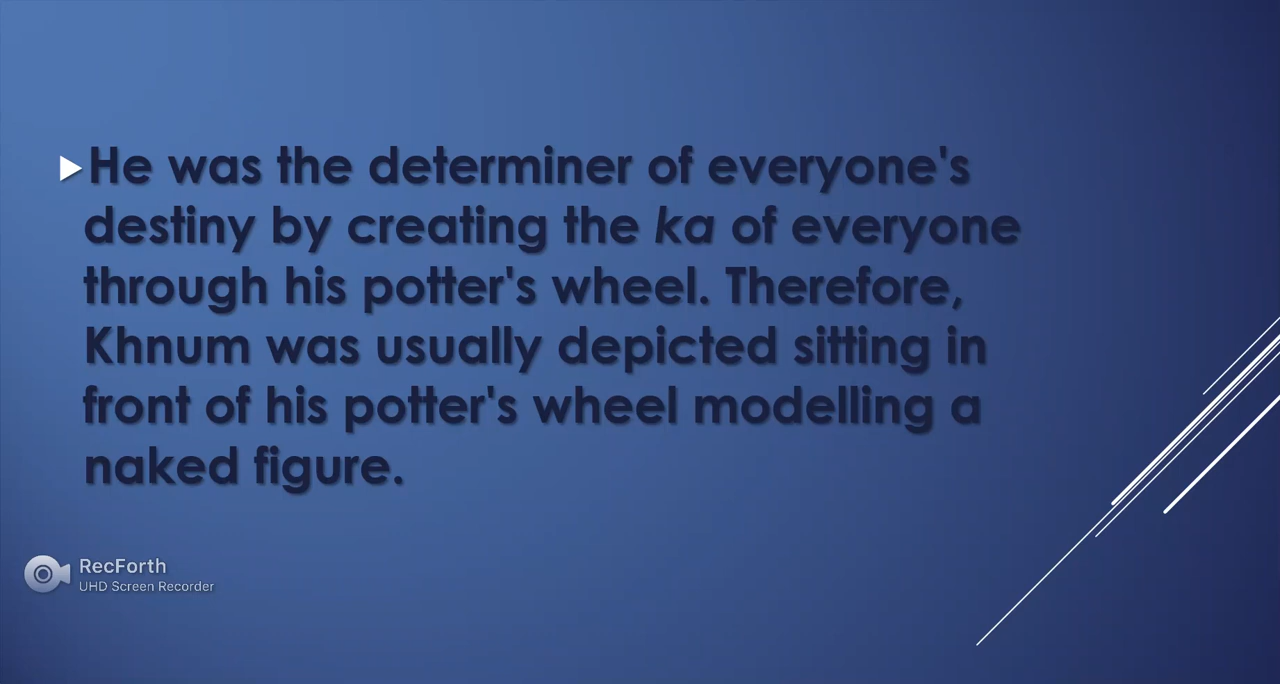 He was the determiner of everyone's
destiny by creating the ka of everyone
through his potter's wheel. Therefore,
Khnum was usually depicted sitting in
front of his potter's wheel modelling a
naked figure.
RecForth
UHD Screen Recorder